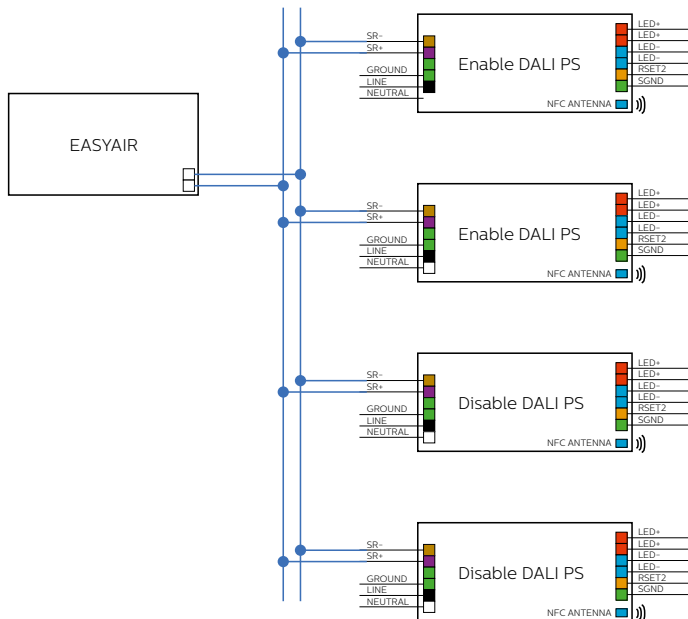 SR-
SR+
GROUND
LINE
NEUTRAL
Enable DALI PS
LED+
LED+
LED-
LED-
RSET2
SGND
NFC ANTENNA
EASYAIR
SR-
SR+
GROUND
LINE
NEUTRAL
Enable DALI PS
LED+
LED+
LED-
LED-
RSET2
SGND
NFC ANTENNA
SR-
SR+
GROUND
LINE
NEUTRAL
Disable DALI PS
LED+
LED+
LED-
LED-
RSET2
SGND
NFC ANTENNA
SR-
SR+
GROUND
LINE
NEUTRAL
Disable DALI PS
LED+
LED+
LED-
LED-
RSET2
SGND
NFC ANTENNA